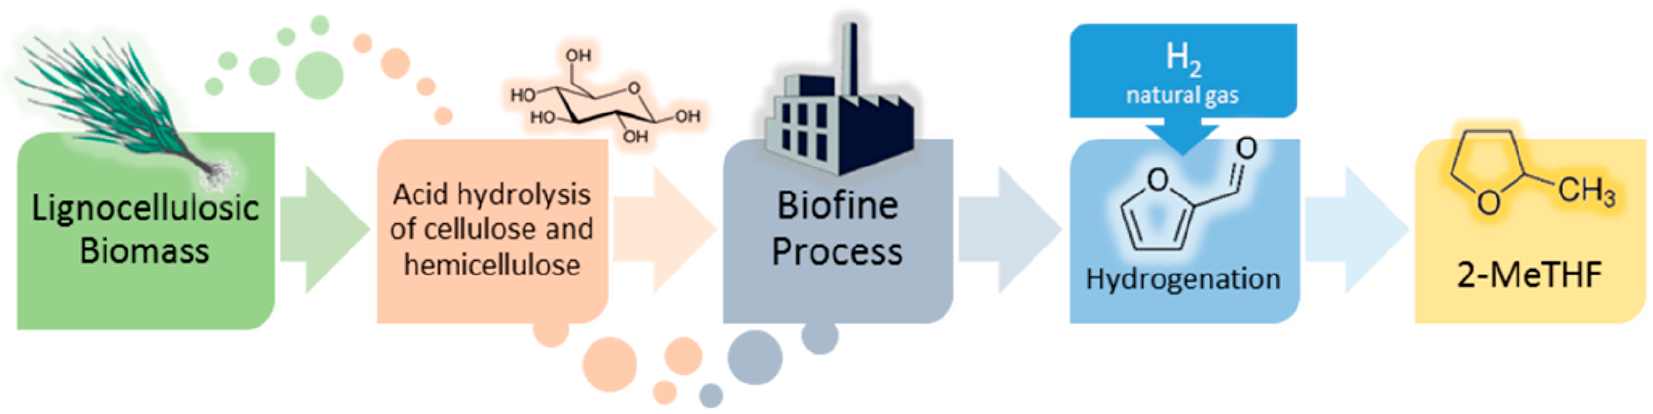 Lignocellulosic
Biomass
OH
HO
O
HO
OH
OH
Acid hydrolysis
of cellulose and
hemicellulose
Biofine
Process
H₂
natural gas
O
O
Hydrogenation
O
CH₃
2-MeTHF